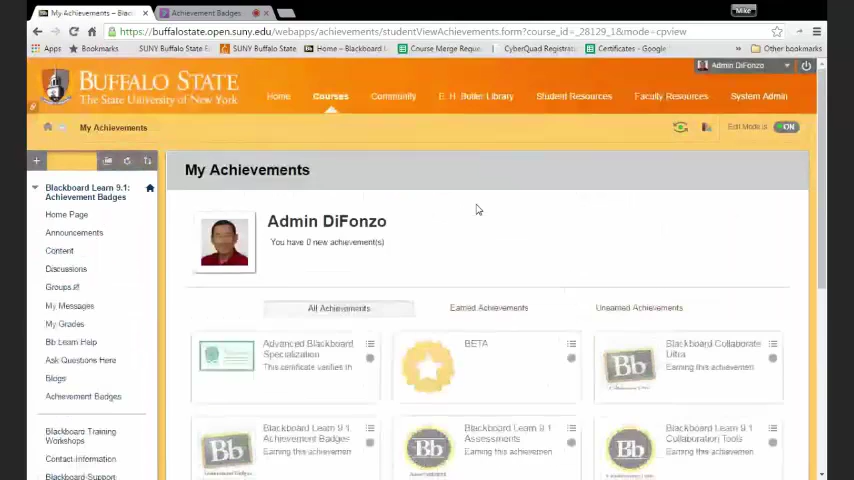 My Achievements – Blac
Achievement Badges
Mike
https://buffalostate.open.suny.edu/webapps/achievements/studentViewAchievements.form?course_id=_28129_1&mode=cpview
Apps
Bookmarks
SUNY Buffalo State
SUNY Buffalo State
Home – Blackboard L
Course Merge Reque
CyberQuad Registrat
Certificates - Google
»
Other bookmarks
Admin DiFonzo
BUFFALO STATE
The State University of New York
Home
Courses
Community
E. H. Butler Library
Student Resources
Faculty Resources
System Admin
My Achievements
Edit Mode is:
ON
Blackboard Learn 9.1:
Achievement Badges
Home Page
Announcements
Content
Discussions
Groups
My Messages
My Grades
Bb Learn Help
Ask Questions Here
Blogs
Achievement Badges
Blackboard Training
Workshops
Contact Information
Blackboard Support
My Achievements
Admin DiFonzo
You have 0 new achievement(s)
All Achievements
Earned Achievements
Unearned Achievements
Advanced Blackboard
Specialization
This certificate verifies th
BETA
Bb
Blackboard Collaborate
Ultra
Earning this achievemen
Bb
Blackboard Learn 9.1
Achievement Badges
Earning this achievemen
Bb
Blackboard Learn 9.1
Assessments
Earning this achievemen
Bb
Blackboard Learn 9.1
Collaboration Tools
Earning this achievemen